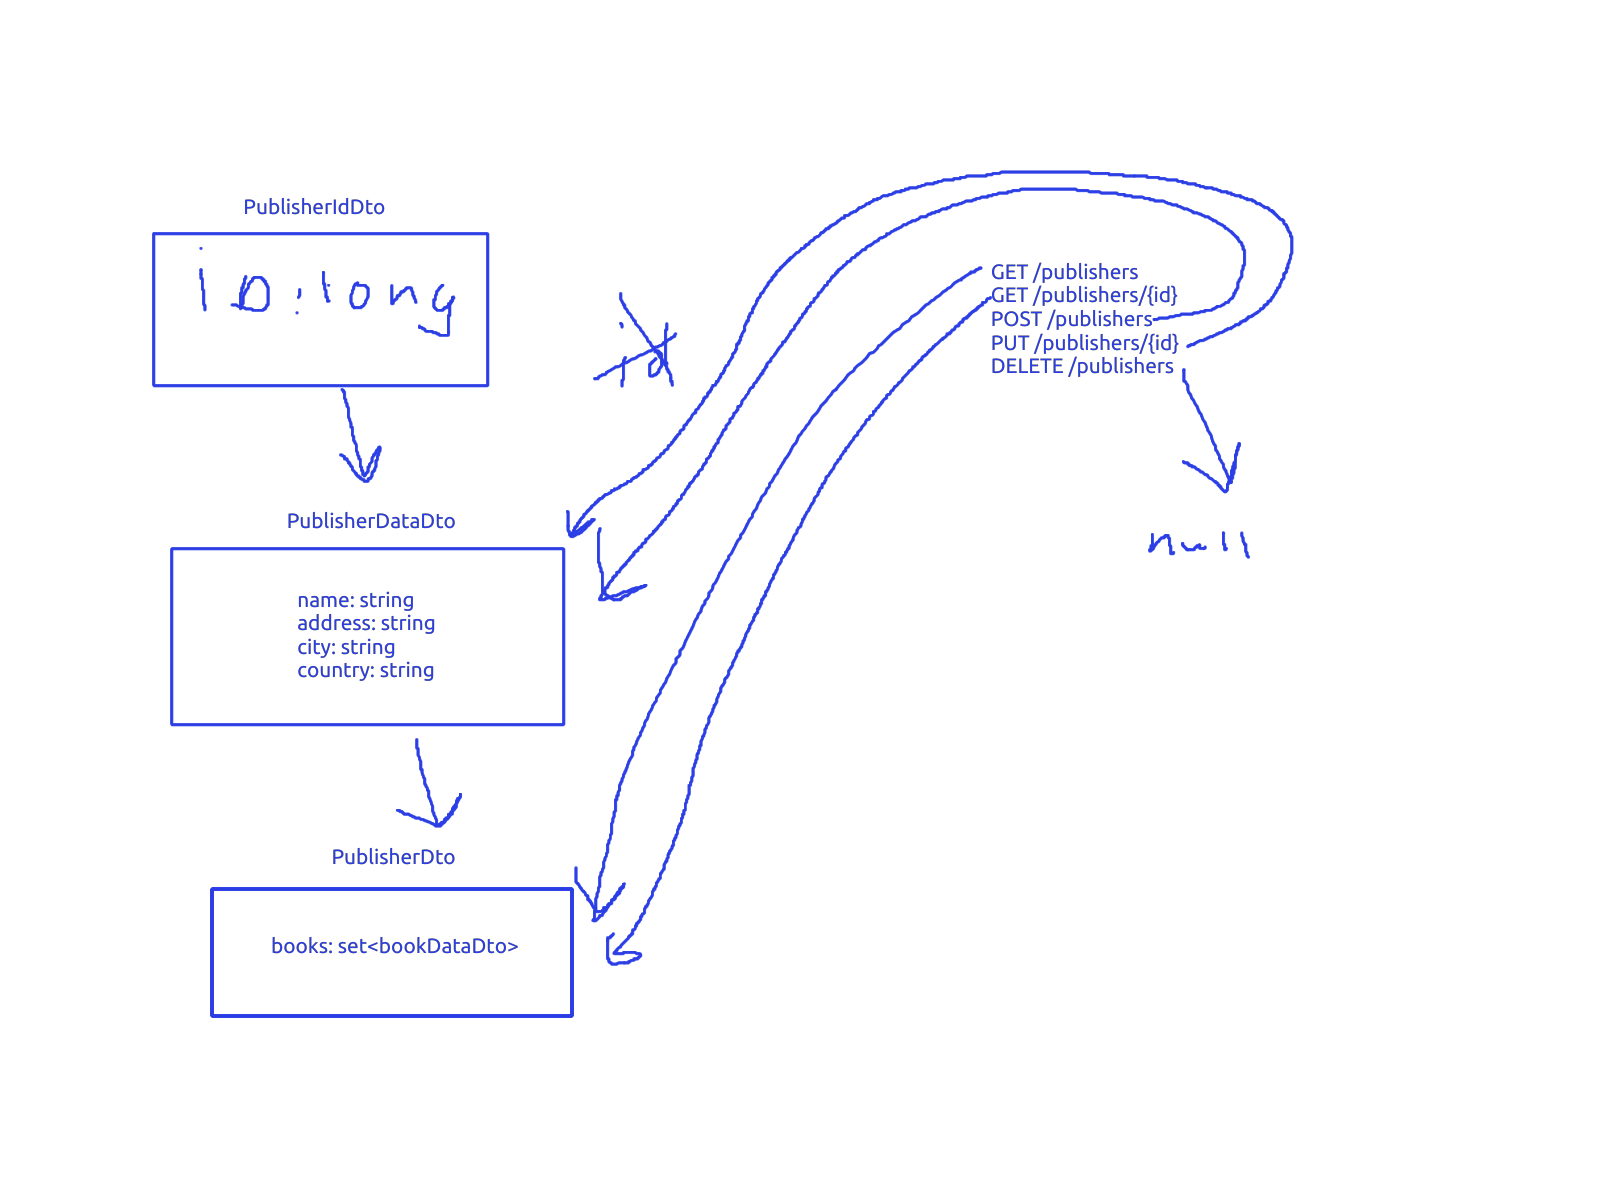 PublisherIdDto
iD:long
id
GET /publishers
GET /publishers/{id}
POST /publishers
PUT /publishers/{id}
DELETE /publishers
null
PublisherDataDto
name: string
address: string
city: string
country: string
PublisherDto
books: set<bookDataDto>